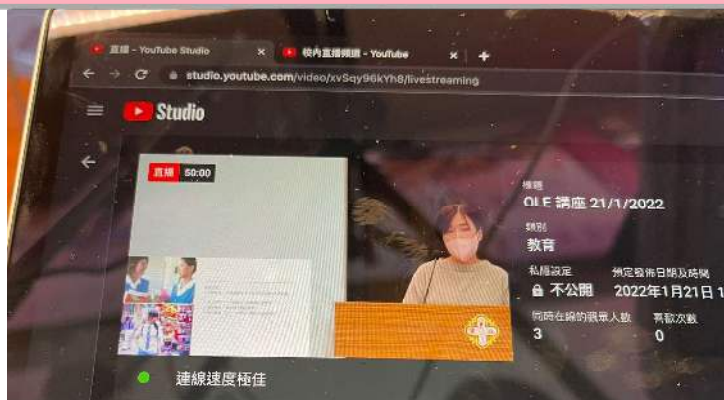 直播 - YouTube Studio
校內直播頻道 - YouTube
studio.youtube.com/video/xvSqy96kYh8/livestreaming
Studio
直播 50:00
標題
OLE 講座 21/1/2022
類別
教育
私隱設定 預定發佈日期及時間
不公開 2022年1月21日 1
同時在線的觀眾人數 喜歡次數
3 0
連線速度極佳